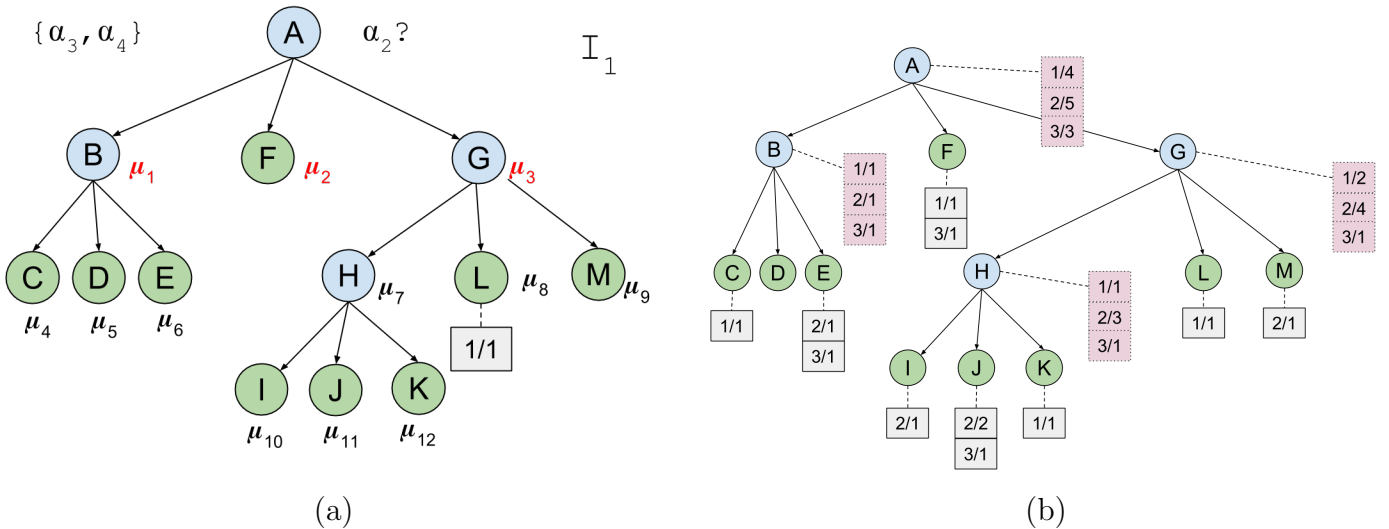 {α₃, α₄}
A
α₂?
I₁
B
μ₁
F
μ₂
G
μ₃
C
D
E
μ₄
μ₅
μ₆
H
μ₇
L
μ₈
M
μ₉
1/1
I
J
K
μ₁₀
μ₁₁
μ₁₂
(a)
A
1/4
2/5
3/3
B
1/1
2/1
3/1
F
1/1
3/1
G
1/2
2/4
3/1
C
D
E
1/1
2/1
3/1
H
1/1
2/3
3/1
L
M
1/1
2/1
I
J
K
2/1
2/2
3/1
1/1
(b)